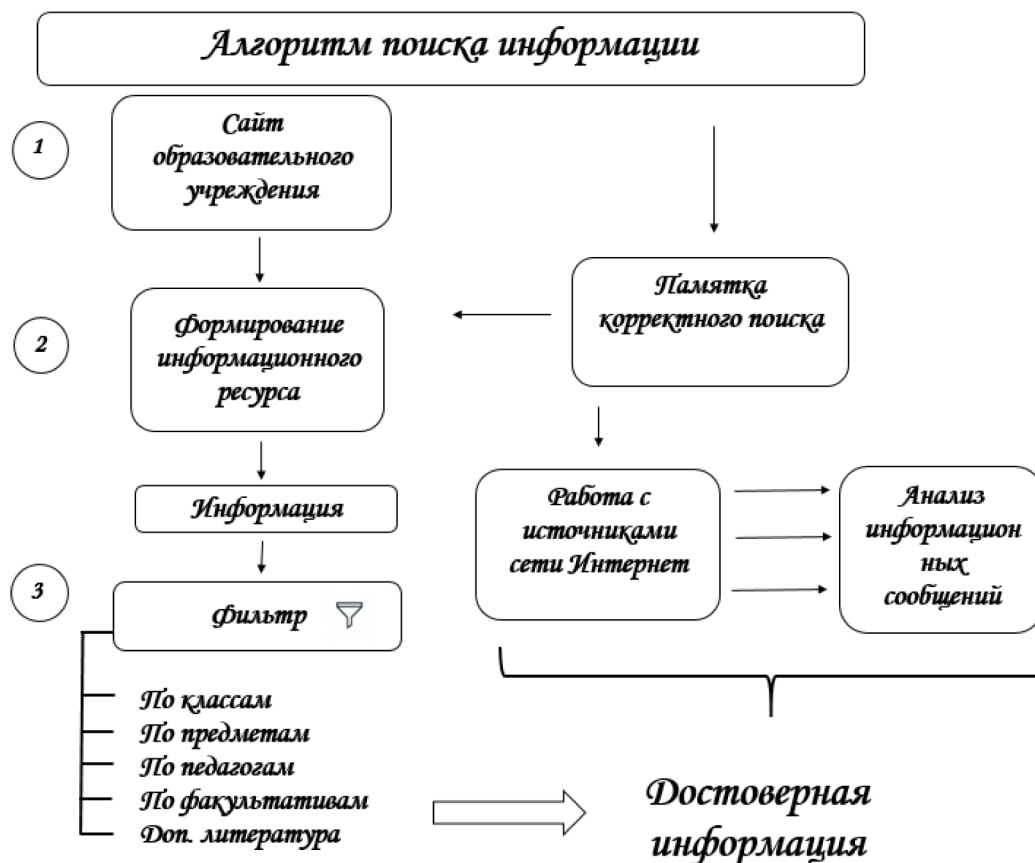 Алгоритм поиска информации
1
Сайт
образовательного
учреждения
2
Формирование
информационного
ресурса
Памятка
корректного поиска
Информация
Работа с
источниками
сети Интернет
Анализ
информацион
ных
сообщений
3
Фильтр
По классам
По предметам
По педагогам
По факультативам
Доп. литература
Достоверная
информация